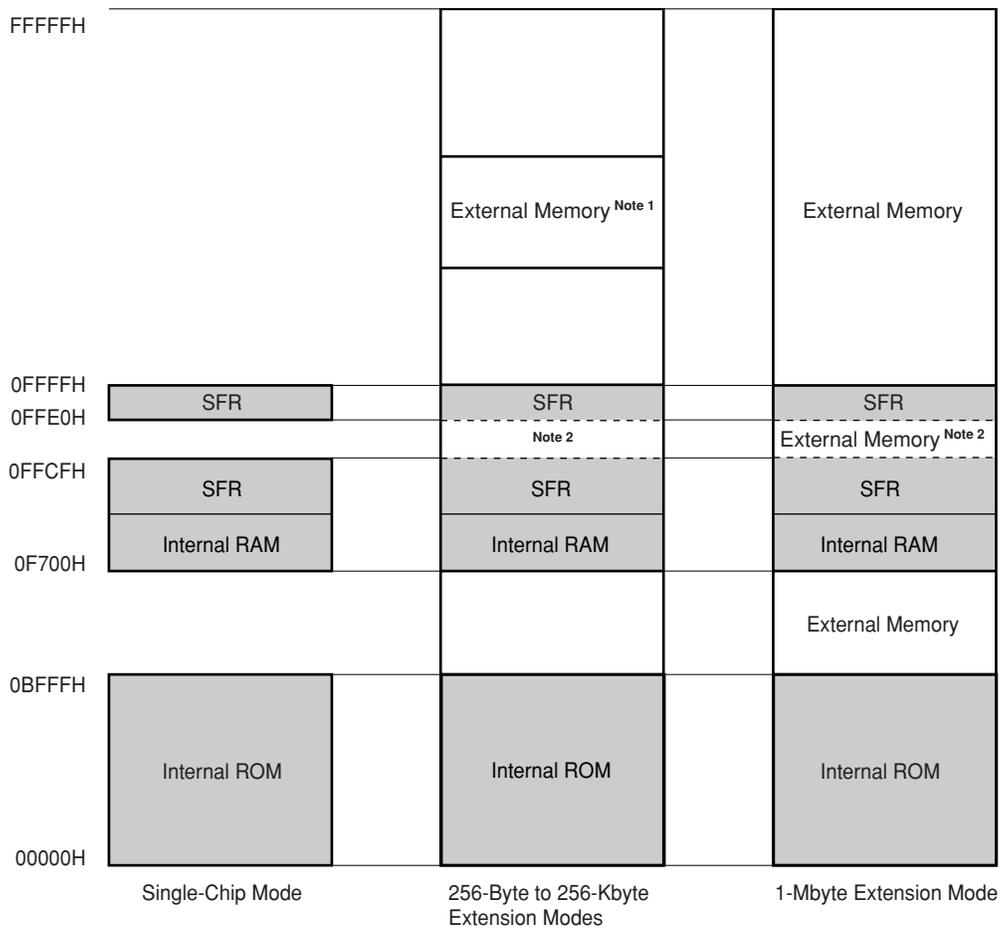 FFFFFH
External Memory Note 1
External Memory
0FFFFH
SFR
SFR
SFR
0FFE0H
Note 2
External Memory Note 2
0FFCFH
SFR
SFR
SFR
Internal RAM
Internal RAM
Internal RAM
0F700H
External Memory
0BFFFH
Internal ROM
Internal ROM
Internal ROM
00000H
Single-Chip Mode
256-Byte to 256-Kbyte
Extension Modes
1-Mbyte Extension Mode